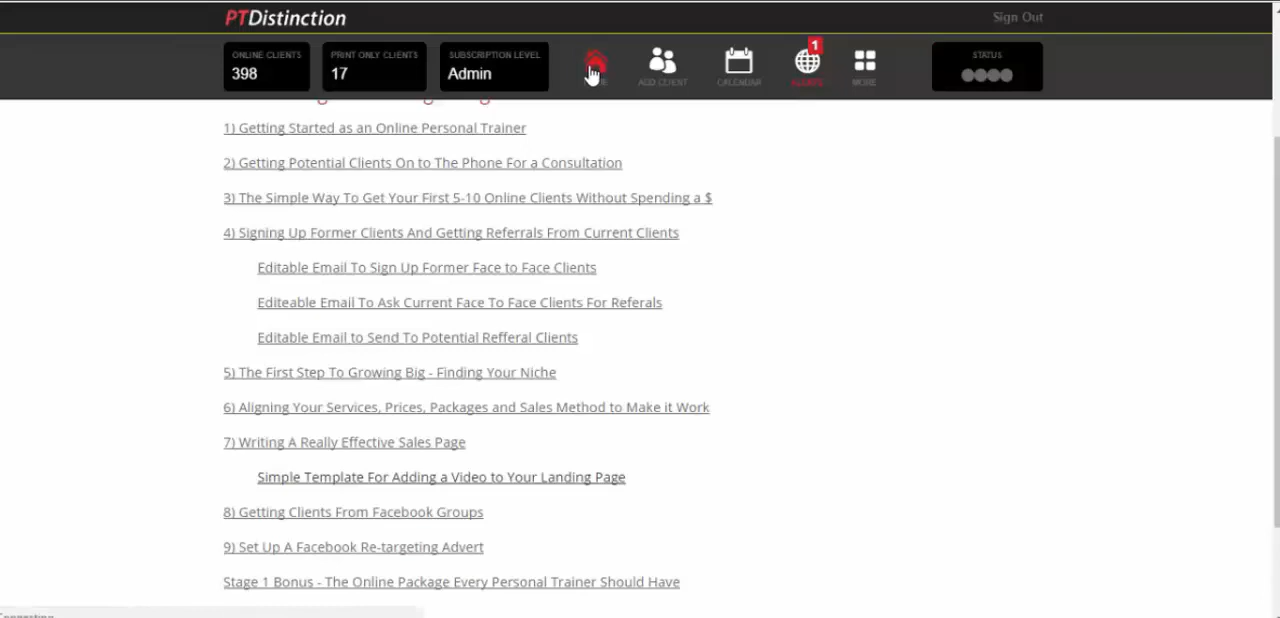 PTDistinction
Sign Out
ONLINE CLIENTS
398
PRINT ONLY CLIENTS
17
SUBSCRIPTION LEVEL
Admin
ADD CLIENT
CALENDAR
1
ALERTS
MORE
STATUS
1) Getting Started as an Online Personal Trainer
2) Getting Potential Clients On to The Phone For a Consultation
3) The Simple Way To Get Your First 5-10 Online Clients Without Spending a $
4) Signing Up Former Clients And Getting Referrals From Current Clients
Editable Email To Sign Up Former Face to Face Clients
Editeable Email To Ask Current Face To Face Clients For Referrals
Editable Email to Send To Potential Refferal Clients
5) The First Step To Growing Big - Finding Your Niche
6) Aligning Your Services, Prices, Packages and Sales Method to Make it Work
7) Writing A Really Effective Sales Page
Simple Template For Adding a Video to Your Landing Page
8) Getting Clients From Facebook Groups
9) Set Up A Facebook Re-targeting Advert
Stage 1 Bonus - The Online Package Every Personal Trainer Should Have